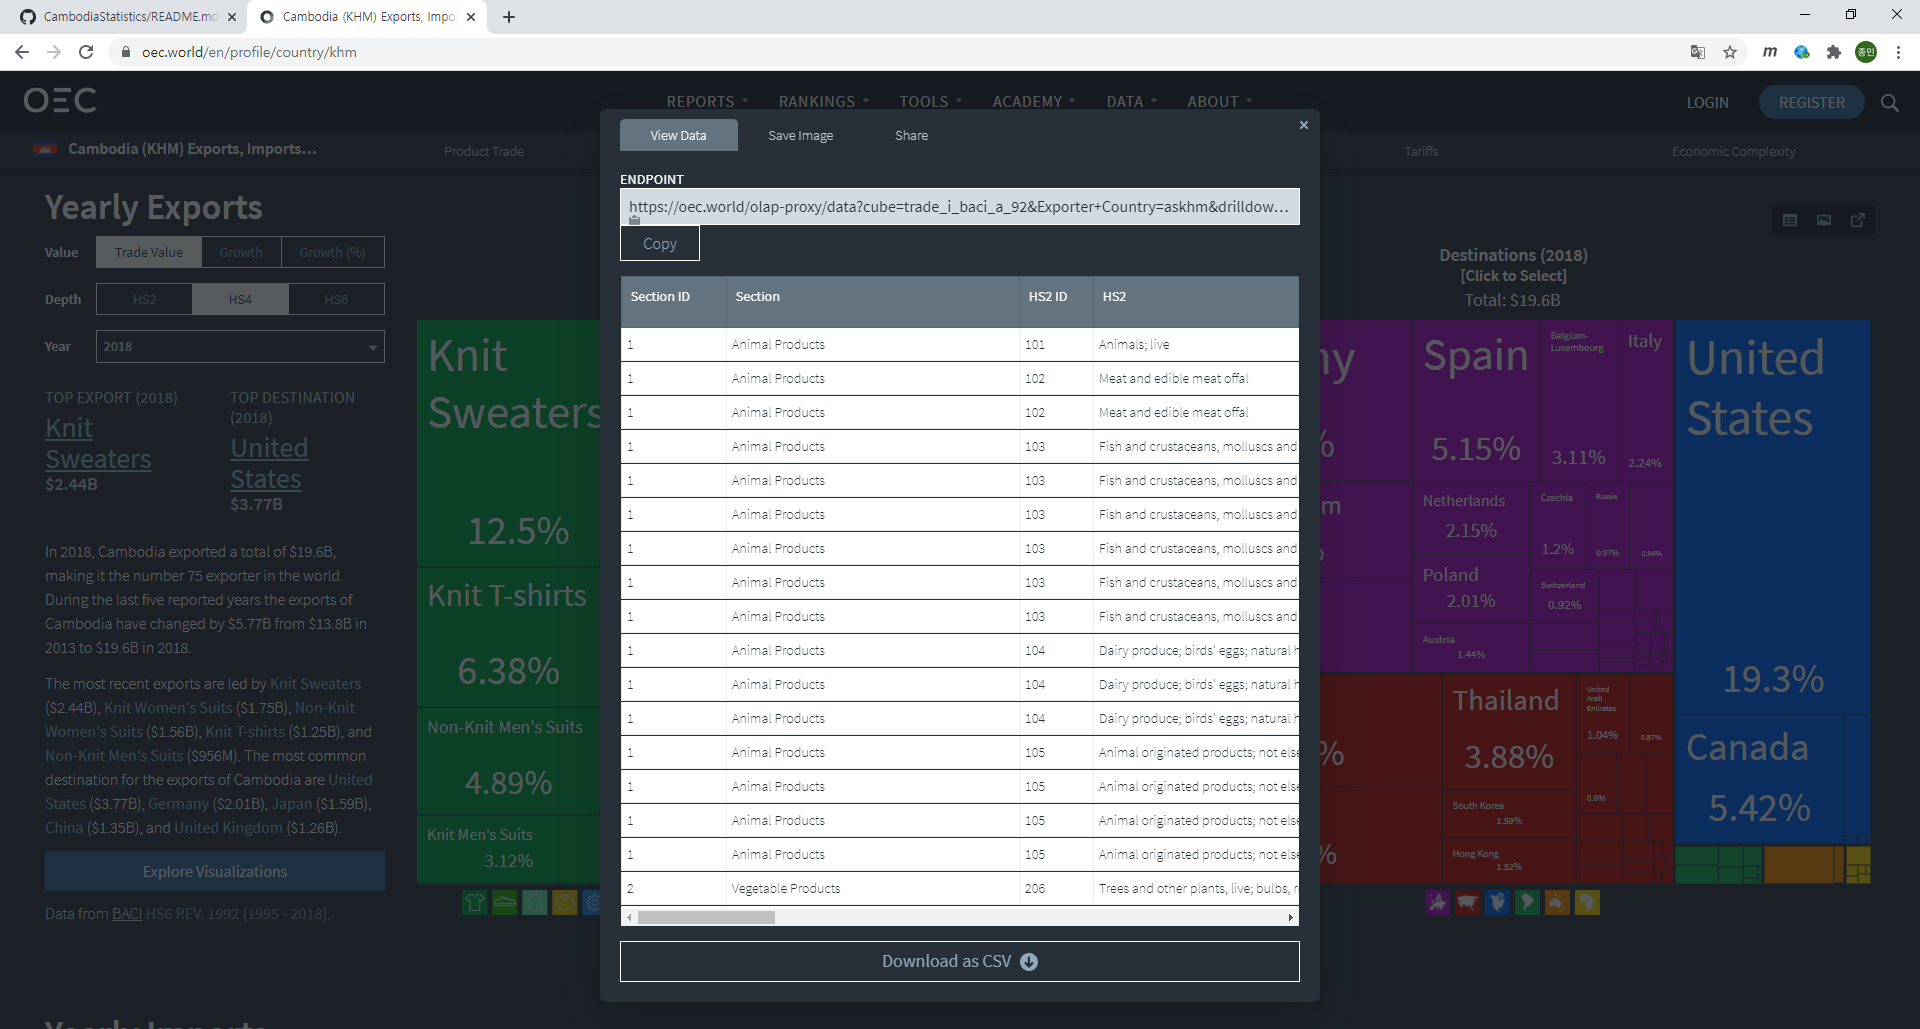 CambodiaStatistics/README.md
Cambodia (KHM) Exports, Impo
oec.world/en/profile/country/khm
m
종민
OEC
REPORTS
RANKINGS
TOOLS
ACADEMY
DATA
ABOUT
LOGIN
REGISTER
Cambodia (KHM) Exports, Imports...
Product Trade
Tariffs
Economic Complexity
View Data
Save Image
Share
ENDPOINT
https://oec.world/olap-proxy/data?cube=trade_i_baci_a_92&Exporter+Country=askhm&drilldow...
Copy
Section ID Section HS2 ID HS2
1 Animal Products 101 Animals; live
1 Animal Products 102 Meat and edible meat offal
1 Animal Products 102 Meat and edible meat offal
1 Animal Products 103 Fish and crustaceans, molluscs and
1 Animal Products 103 Fish and crustaceans, molluscs and
1 Animal Products 103 Fish and crustaceans, molluscs and
1 Animal Products 103 Fish and crustaceans, molluscs and
1 Animal Products 103 Fish and crustaceans, molluscs and
1 Animal Products 103 Fish and crustaceans, molluscs and
1 Animal Products 104 Dairy produce; birds' eggs; natural h
1 Animal Products 104 Dairy produce; birds' eggs; natural h
1 Animal Products 104 Dairy produce; birds' eggs; natural h
1 Animal Products 105 Animal originated products; not else
1 Animal Products 105 Animal originated products; not else
1 Animal Products 105 Animal originated products; not else
1 Animal Products 105 Animal originated products; not else
2 Vegetable Products 206 Trees and other plants, live; bulbs, r
Download as CSV
Yearly Exports
Value Trade Value Growth Growth (%)
Depth HS2 HS4 HS6
Year 2018
TOP EXPORT (2018)
Knit
Sweaters
$2.44B
TOP DESTINATION
(2018)
United
States
$3.77B
In 2018, Cambodia exported a total of $19.6B,
making it the number 75 exporter in the world.
During the last five reported years the exports of
Cambodia have changed by $5.77B from $13.8B in
2013 to $19.6B in 2018.
The most recent exports are led by Knit Sweaters
($2.44B), Knit Women's Suits ($1.75B), Non-Knit
Women's Suits ($1.56B), Knit T-shirts ($1.25B), and
Non-Knit Men's Suits ($956M). The most common
destination for the exports of Cambodia are United
States ($3.77B), Germany ($2.01B), Japan ($1.59B),
China ($1.35B), and United Kingdom ($1.26B).
Explore Visualizations
Data from BACI HS6 REV. 1992 (1995 - 2018).
Knit
Sweaters
12.5%
Knit T-shirts
6.38%
Non-Knit Men's Suits
4.89%
Knit Men's Suits
3.12%
Destinations (2018)
[Click to Select]
Total: $19.6B
ny
%
m
Spain
5.15%
Belgium-
Luxembourg
3.11%
Italy
2.24%
Netherlands
2.15%
Czechia
1.2%
Russia
0.97%
0.94%
Poland
2.01%
Switzerland
0.92%
Austria
1.44%
%
%
Thailand
3.88%
United
Arab
Emirates
1.04%
0.87%
South Korea
1.59%
0.6%
Hong Kong
1.52%
United
States
19.3%
Canada
5.42%
Yearly Imports